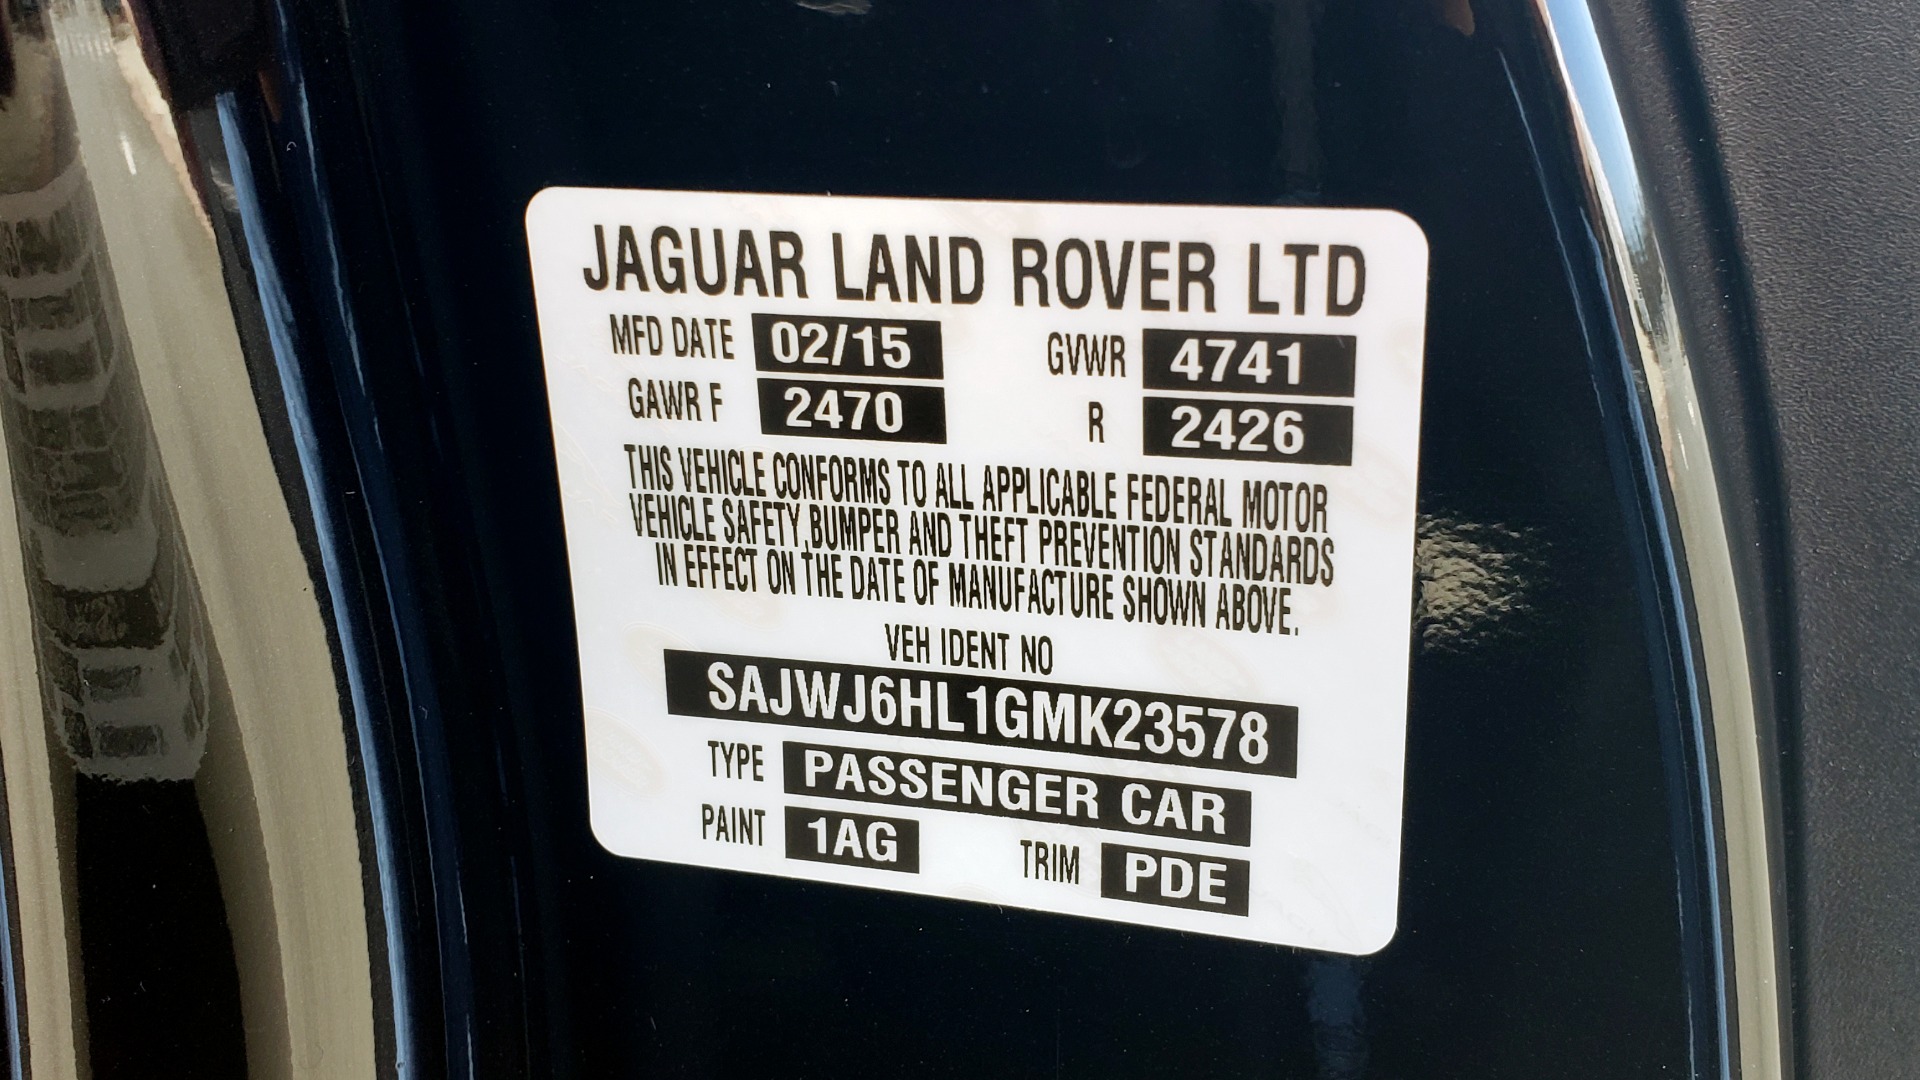 JAGUAR LAND ROVER LTD
MFD DATE 02/15 GVWR 4741
GAWR F 2470 R 2426
THIS VEHICLE CONFORMS TO ALL APPLICABLE FEDERAL MOTOR
VEHICLE SAFETY,BUMPER AND THEFT PREVENTION STANDARDS
IN EFFECT ON THE DATE OF MANUFACTURE SHOWN ABOVE.
VEH IDENT NO
SAJWJ6HL1GMK23578
TYPE PASSENGER CAR
PAINT 1AG TRIM PDE